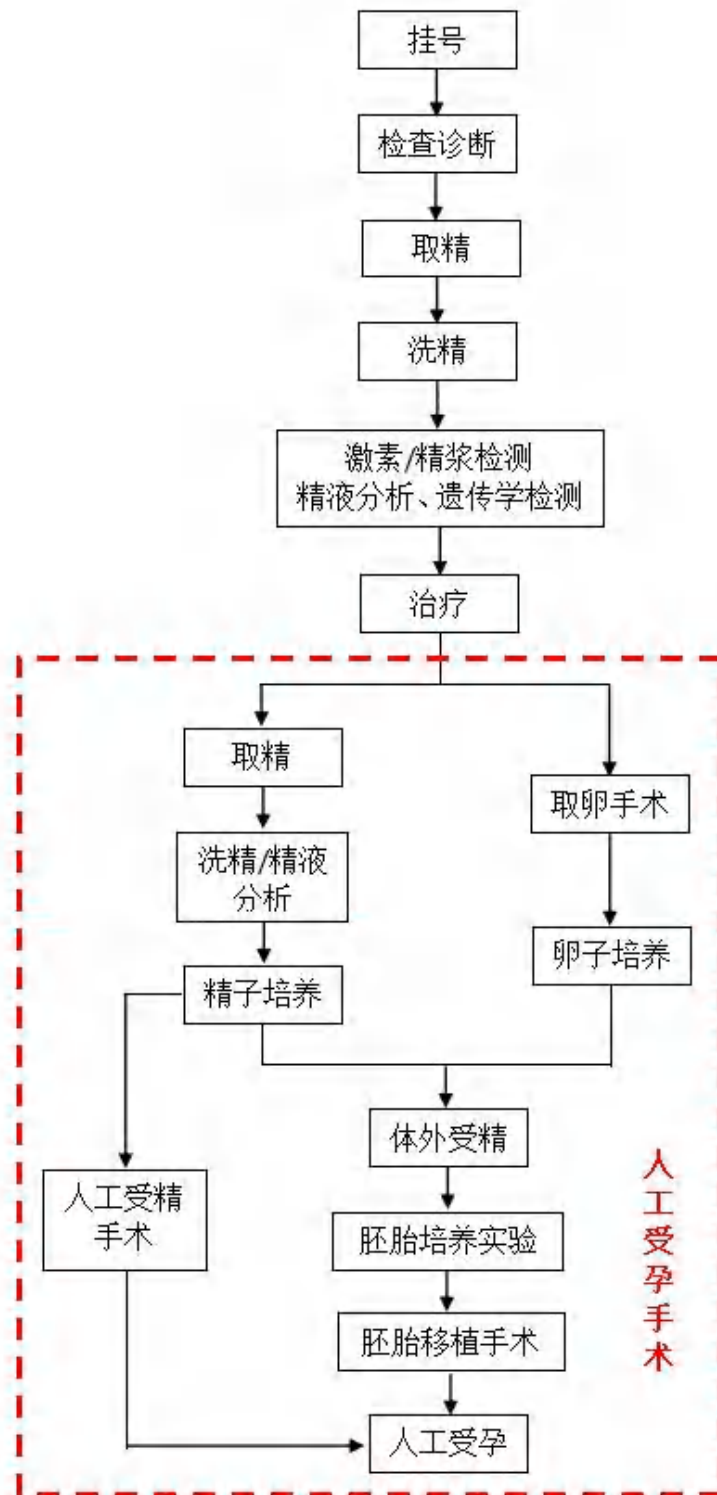 挂号
检查诊断
取精
洗精
激素/精浆检测
精液分析、遗传学检测
治疗
取精
取卵手术
洗精/精液
分析
卵子培养
精子培养
体外受精
人工受精
手术
胚胎培养实验
胚胎移植手术
人工受孕
人工受孕手术